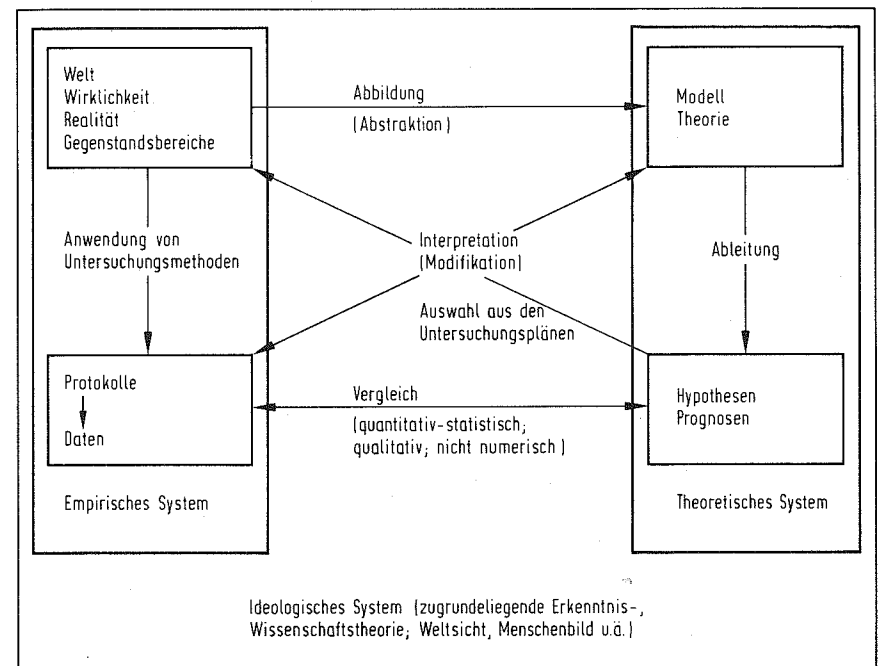 Welt
Wirklichkeit
Realität
Gegenstandsbereiche
Abbildung
(Abstraktion)
Modell
Theorie
Anwendung von
Untersuchungsmethoden
Interpretation
(Modifikation)
Ableitung
Auswahl aus den
Untersuchungsplänen
Protokolle
Daten
Vergleich
(quantitativ-statistisch;
qualitativ; nicht numerisch)
Hypothesen
Prognosen
Empirisches System
Theoretisches System
Ideologisches System (zugrundeliegende Erkenntnis-,
Wissenschaftstheorie; Weltsicht, Menschenbild u.ä.)